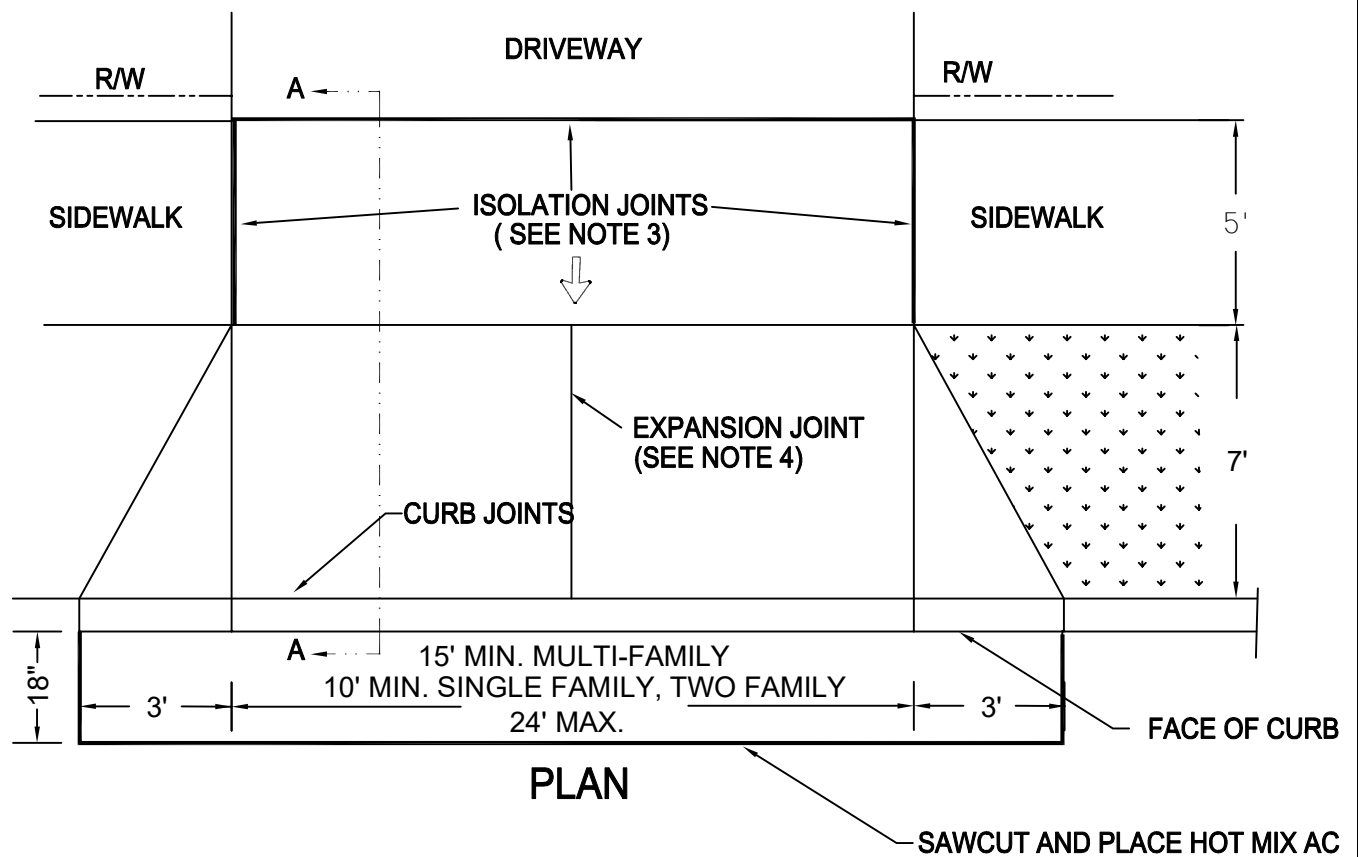 DRIVEWAY
R/W
R/W
A
SIDEWALK
ISOLATION JOINTS
( SEE NOTE 3)
SIDEWALK
5'
EXPANSION JOINT
(SEE NOTE 4)
7'
CURB JOINTS
A
15' MIN. MULTI-FAMILY
18"
3'
10' MIN. SINGLE FAMILY, TWO FAMILY
3'
24' MAX.
FACE OF CURB
PLAN
SAWCUT AND PLACE HOT MIX AC